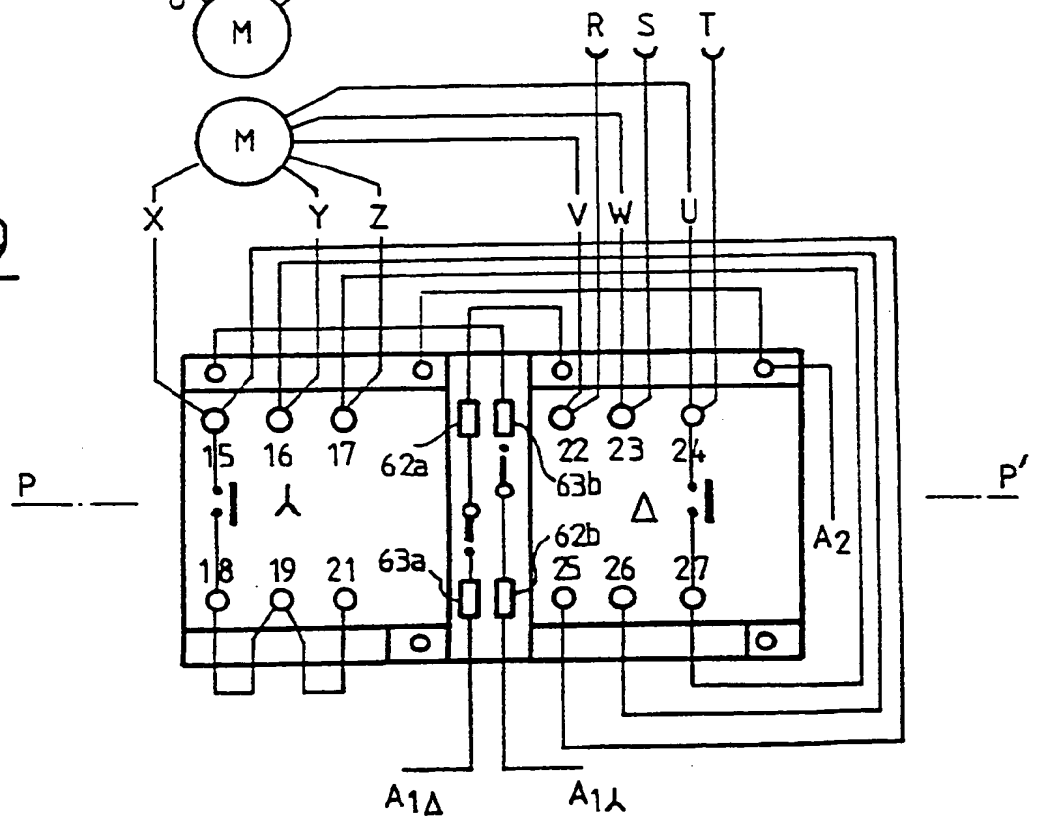 M
R S T
M
X Y Z V W U
15 16 17 62a 63b 22 23 24
P ⅄ Δ P′
A2
18 19 21 63a 62b 25 26 27
A1Δ A1⅄